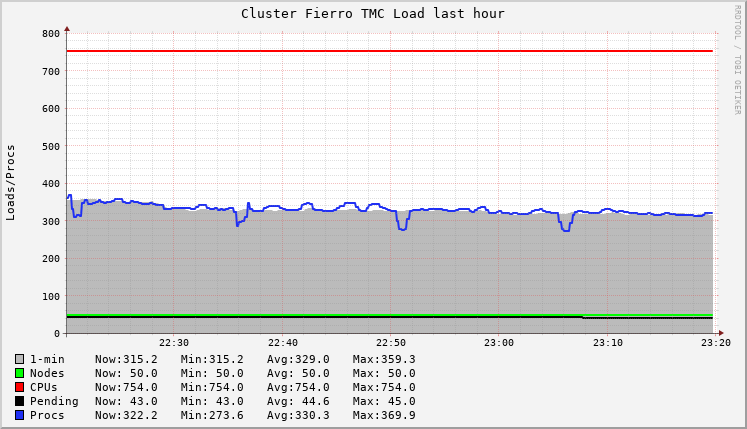 Cluster Fierro TMC Load last hour
RRDTOOL / TOBI OETIKER
Loads/Procs
800
700
600
500
400
300
200
100
0
22:30 22:40 22:50 23:00 23:10 23:20
1-min Now:315.2 Min:315.2 Avg:329.0 Max:359.3
Nodes Now: 50.0 Min: 50.0 Avg: 50.0 Max: 50.0
CPUs Now:754.0 Min:754.0 Avg:754.0 Max:754.0
Pending Now: 43.0 Min: 43.0 Avg: 44.6 Max: 45.0
Procs Now:322.2 Min:273.6 Avg:330.3 Max:369.9